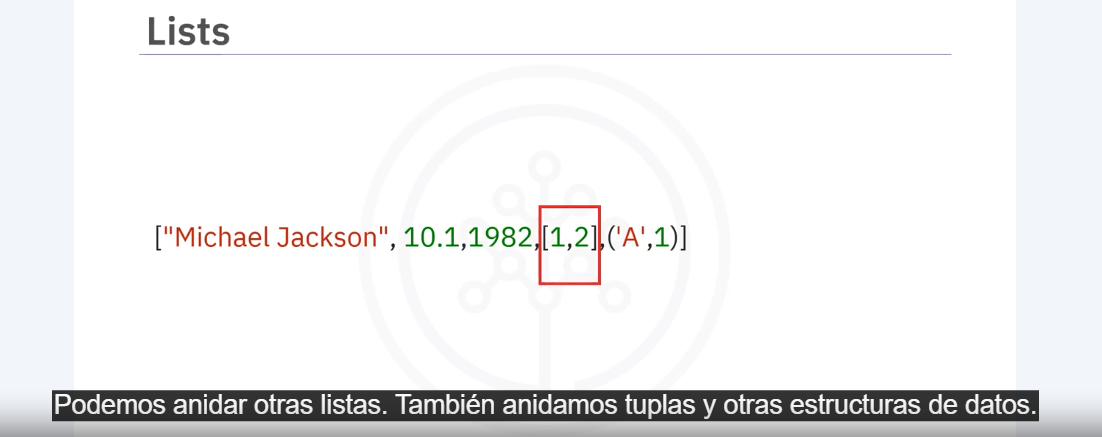 Lists
["Michael Jackson", 10.1,1982,[1,2],('A',1)]
Podemos anidar otras listas. También anidamos tuplas y otras estructuras de datos.